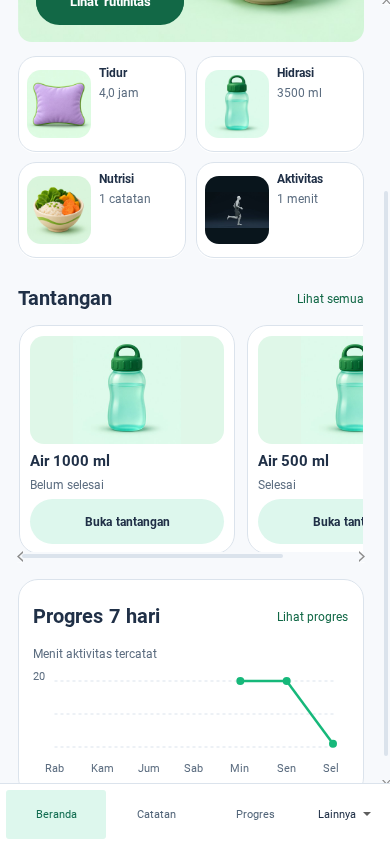 Lihat rutinitas
Tidur
4,0 jam
Hidrasi
3500 ml
Nutrisi
1 catatan
Aktivitas
1 menit
Tantangan
Lihat semua
Air 1000 ml
Belum selesai
Buka tantangan
Air 500 ml
Selesai
Buka tant
Progres 7 hari
Lihat progres
Menit aktivitas tercatat
20
Rab Kam Jum Sab Min Sen Sel
Beranda
Catatan
Progres
Lainnya